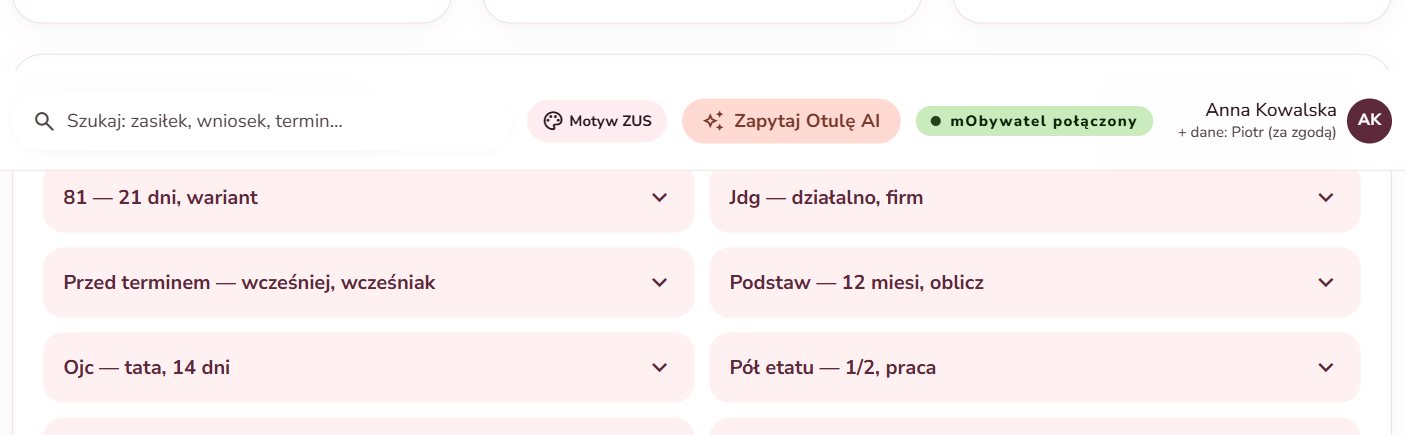 Szukaj: zasiłek, wniosek, termin...
Motyw ZUS
Zapytaj Otulę AI
mObywatel połączony
Anna Kowalska
+ dane: Piotr (za zgodą)
AK
81 — 21 dni, wariant
Jdg — działalno, firm
Przed terminem — wcześniej, wcześniak
Podstaw — 12 miesi, oblicz
Ojc — tata, 14 dni
Pół etatu — 1/2, praca